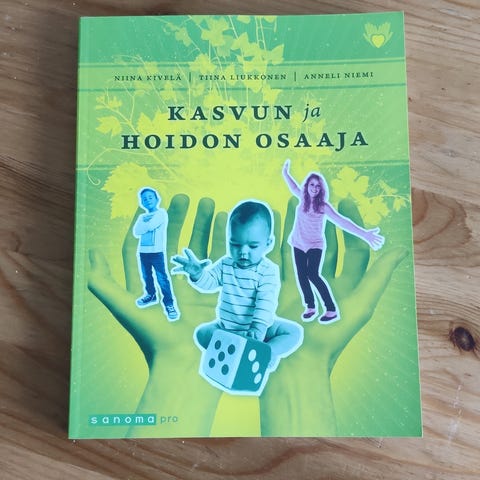 NIINA KIVELÄ | TIINA LIUKKONEN | ANNELI NIEMI
KASVUN ja
HOIDON OSAAJA
sanoma pro